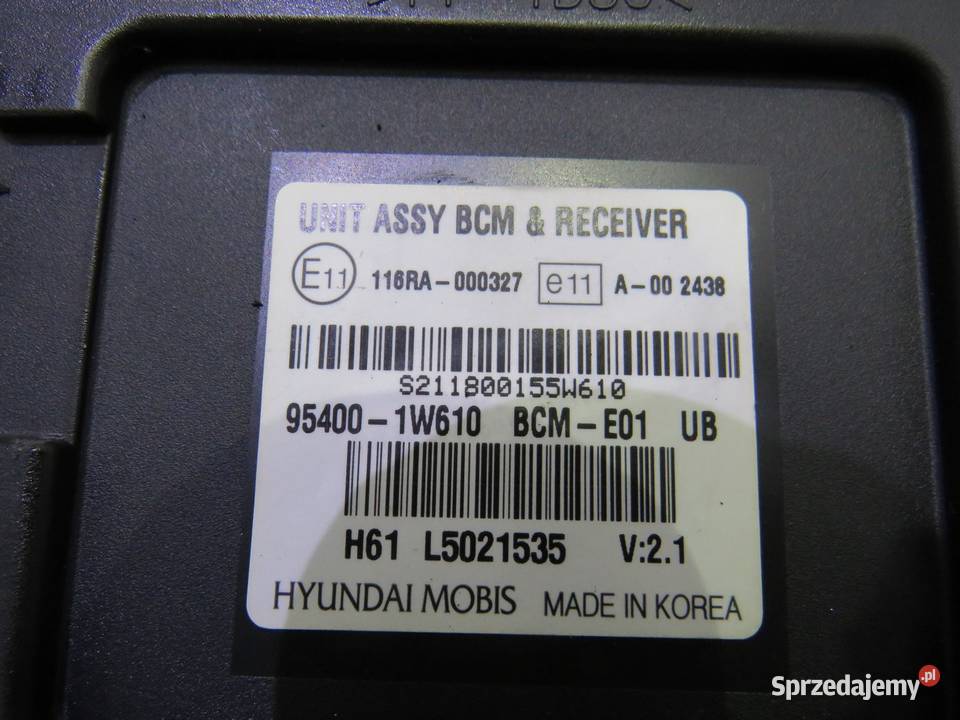 UNIT ASSY BCM & RECEIVER
E11 116RA-000327 e11 A-00 2438
S211800155W610
95400-1W610 BCM-E01 UB
H61 L5021535 V:2.1
HYUNDAI MOBIS MADE IN KOREA
Sprzedajemy.pl